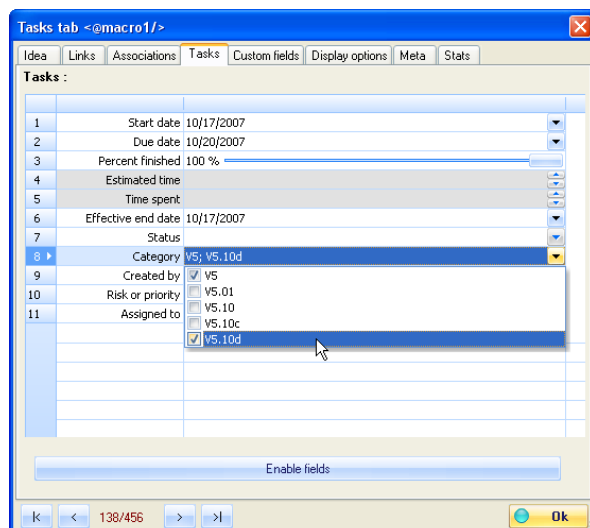 Tasks tab <@macro1/>
Idea Links Associations Tasks Custom fields Display options Meta Stats
Tasks :
1 Start date 10/17/2007
2 Due date 10/20/2007
3 Percent finished 100 %
4 Estimated time
5 Time spent
6 Effective end date 10/17/2007
7 Status
8 Category V5; V5.10d
9 Created by V5
10 Risk or priority V5.01
V5.10
11 Assigned to V5.10c
V5.10d
Enable fields
138/456 Ok